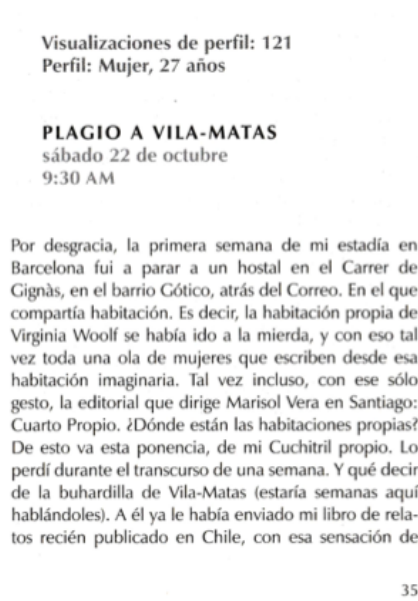 Visualizaciones de perfil: 121
Perfil: Mujer, 27 años
PLAGIO A VILA-MATAS
sábado 22 de octubre
9:30 AM
Por desgracia, la primera semana de mi estadía en
Barcelona fui a parar a un hostal en el Carrer de
Gignàs, en el barrio Gótico, atrás del Correo. En el que
compartía habitación. Es decir, la habitación propia de
Virginia Woolf se había ido a la mierda, y con eso tal
vez toda una ola de mujeres que escriben desde esa
habitación imaginaria. Tal vez incluso, con ese sólo
gesto, la editorial que dirige Marisol Vera en Santiago:
Cuarto Propio. ¿Dónde están las habitaciones propias?
De esto va esta ponencia, de mi Cuchitril propio. Lo
perdí durante el transcurso de una semana. Y qué decir
de la buhardilla de Vila-Matas (estaría semanas aquí
hablándoles). A él ya le había enviado mi libro de rela-
tos recién publicado en Chile, con esa sensación de
35